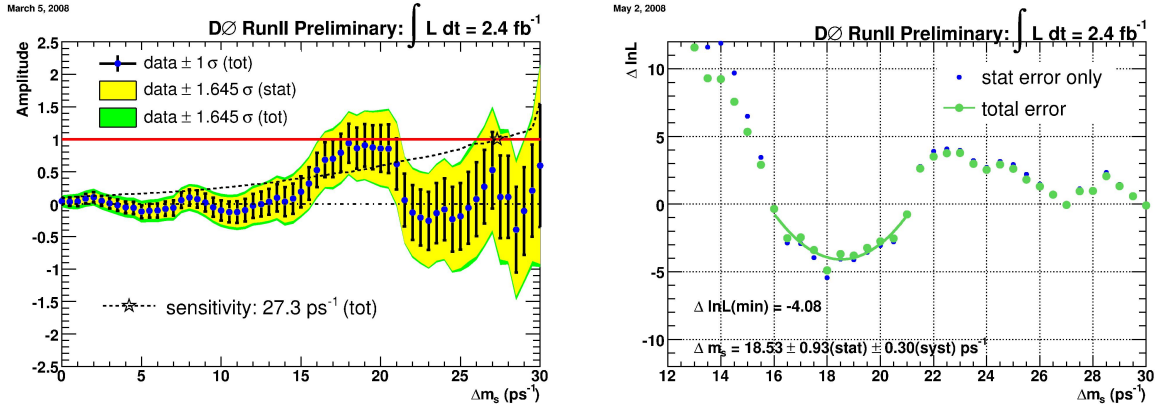 March 5, 2008
DØ RunII Preliminary: ∫ L dt = 2.4 fb⁻¹
Amplitude
2.5
2
1.5
1
0.5
0
-0.5
-1
-1.5
-2
-2.5
data ± 1 σ (tot)
data ± 1.645 σ (stat)
data ± 1.645 σ (tot)
sensitivity: 27.3 ps⁻¹ (tot)
0 5 10 15 20 25 30
Δmₛ (ps⁻¹)
May 2, 2008
DØ RunII Preliminary: ∫ L dt = 2.4 fb⁻¹
Δ lnL
10
5
0
-5
-10
stat error only
total error
Δ lnL(min) = -4.08
Δ mₛ = 18.53 ± 0.93(stat) ± 0.30(syst) ps⁻¹
12 14 16 18 20 22 24 26 28 30
Δmₛ (ps⁻¹)